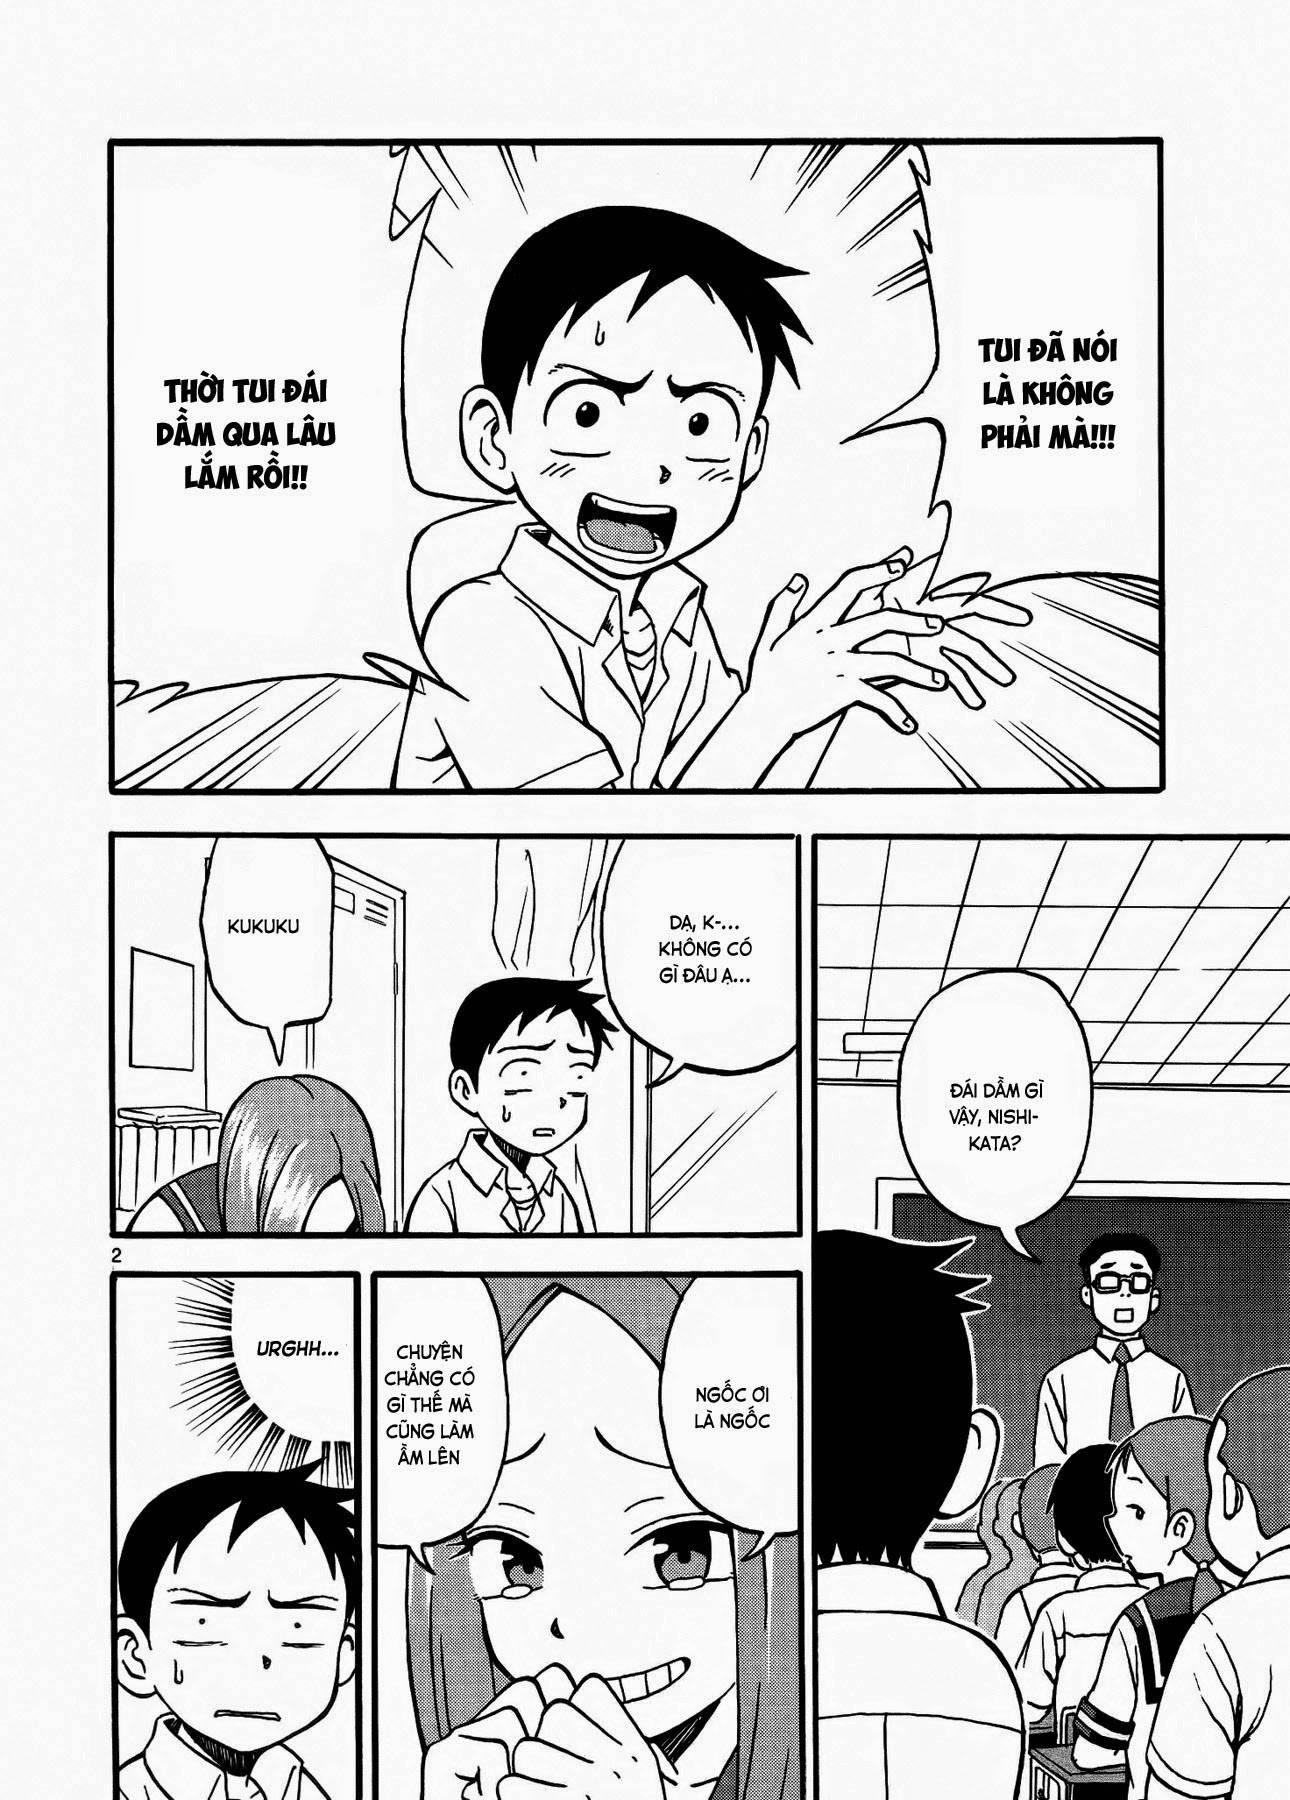 TUI ĐÃ NÓI
LÀ KHÔNG
PHẢI MÀ!!!
THỜI TUI ĐÁI
DẦM QUA LÂU
LẮM RỒI!!
ĐÁI DẦM GÌ
VẬY, NISHI-
KATA?
DẠ, K-...
KHÔNG CÓ
GÌ ĐÂU Ạ...
KUKUKU
2
NGỐC ƠI
LÀ NGỐC
CHUYỆN
CHẲNG CÓ
GÌ THẾ MÀ
CŨNG LÀM
ẦM LÊN
URGHH...